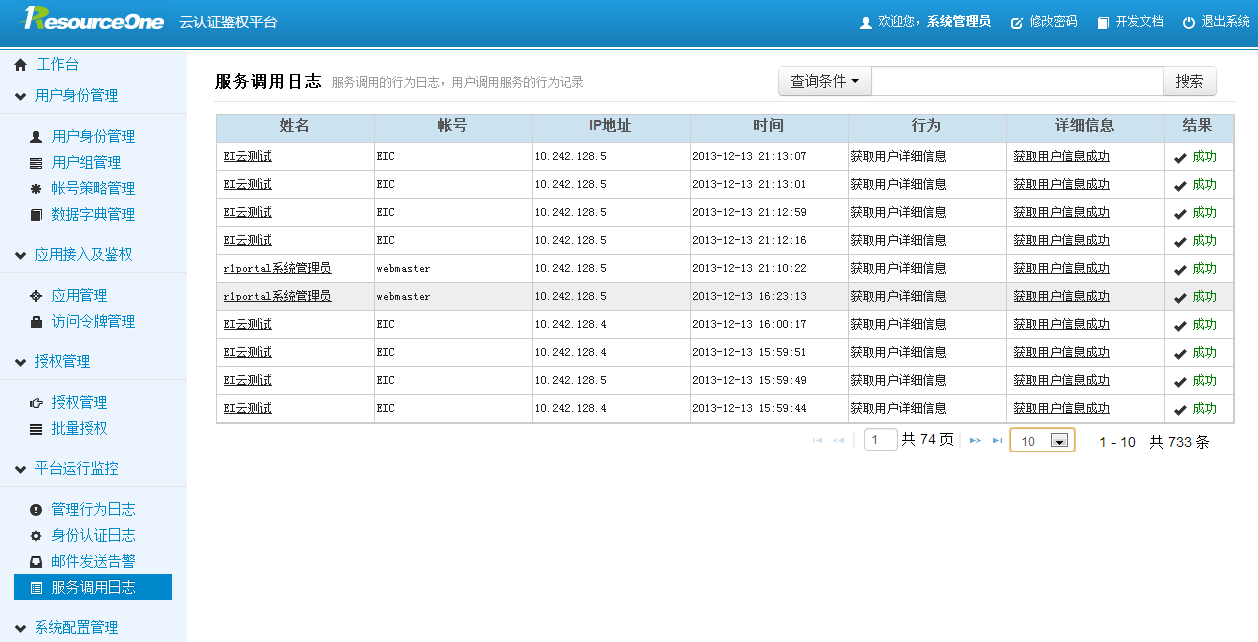 ResourceOne 云认证鉴权平台 欢迎您，系统管理员 修改密码 开发文档 退出系统
工作台
用户身份管理
用户身份管理
用户组管理
帐号策略管理
数据字典管理
应用接入及鉴权
应用管理
访问令牌管理
授权管理
授权管理
批量授权
平台运行监控
管理行为日志
身份认证日志
邮件发送告警
服务调用日志
系统配置管理
服务调用日志 服务调用的行为日志，用户调用服务的行为记录 查询条件 搜索
姓名 帐号 IP地址 时间 行为 详细信息 结果
EI云测试 EIC 10.242.128.5 2013-12-13 21:13:07 获取用户详细信息 获取用户信息成功 成功
EI云测试 EIC 10.242.128.5 2013-12-13 21:13:01 获取用户详细信息 获取用户信息成功 成功
EI云测试 EIC 10.242.128.5 2013-12-13 21:12:59 获取用户详细信息 获取用户信息成功 成功
EI云测试 EIC 10.242.128.5 2013-12-13 21:12:16 获取用户详细信息 获取用户信息成功 成功
r1portal系统管理员 webmaster 10.242.128.5 2013-12-13 21:10:22 获取用户详细信息 获取用户信息成功 成功
r1portal系统管理员 webmaster 10.242.128.5 2013-12-13 16:23:13 获取用户详细信息 获取用户信息成功 成功
EI云测试 EIC 10.242.128.4 2013-12-13 16:00:17 获取用户详细信息 获取用户信息成功 成功
EI云测试 EIC 10.242.128.4 2013-12-13 15:59:51 获取用户详细信息 获取用户信息成功 成功
EI云测试 EIC 10.242.128.5 2013-12-13 15:59:49 获取用户详细信息 获取用户信息成功 成功
EI云测试 EIC 10.242.128.4 2013-12-13 15:59:44 获取用户详细信息 获取用户信息成功 成功
1 共 74 页 10 1 - 10 共 733 条